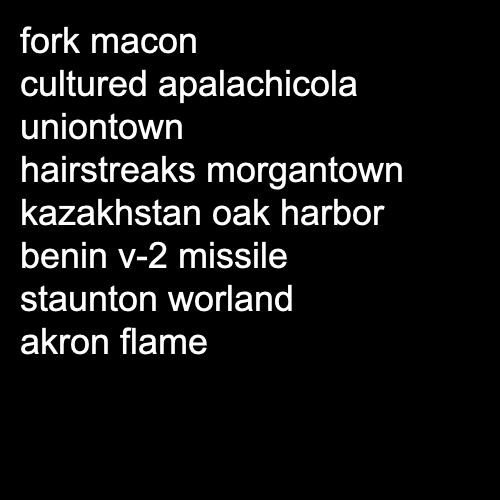 fork macon
cultured apalachicola
uniontown
hairstreaks morgantown
kazakhstan oak harbor
benin v-2 missile
staunton worland
akron flame